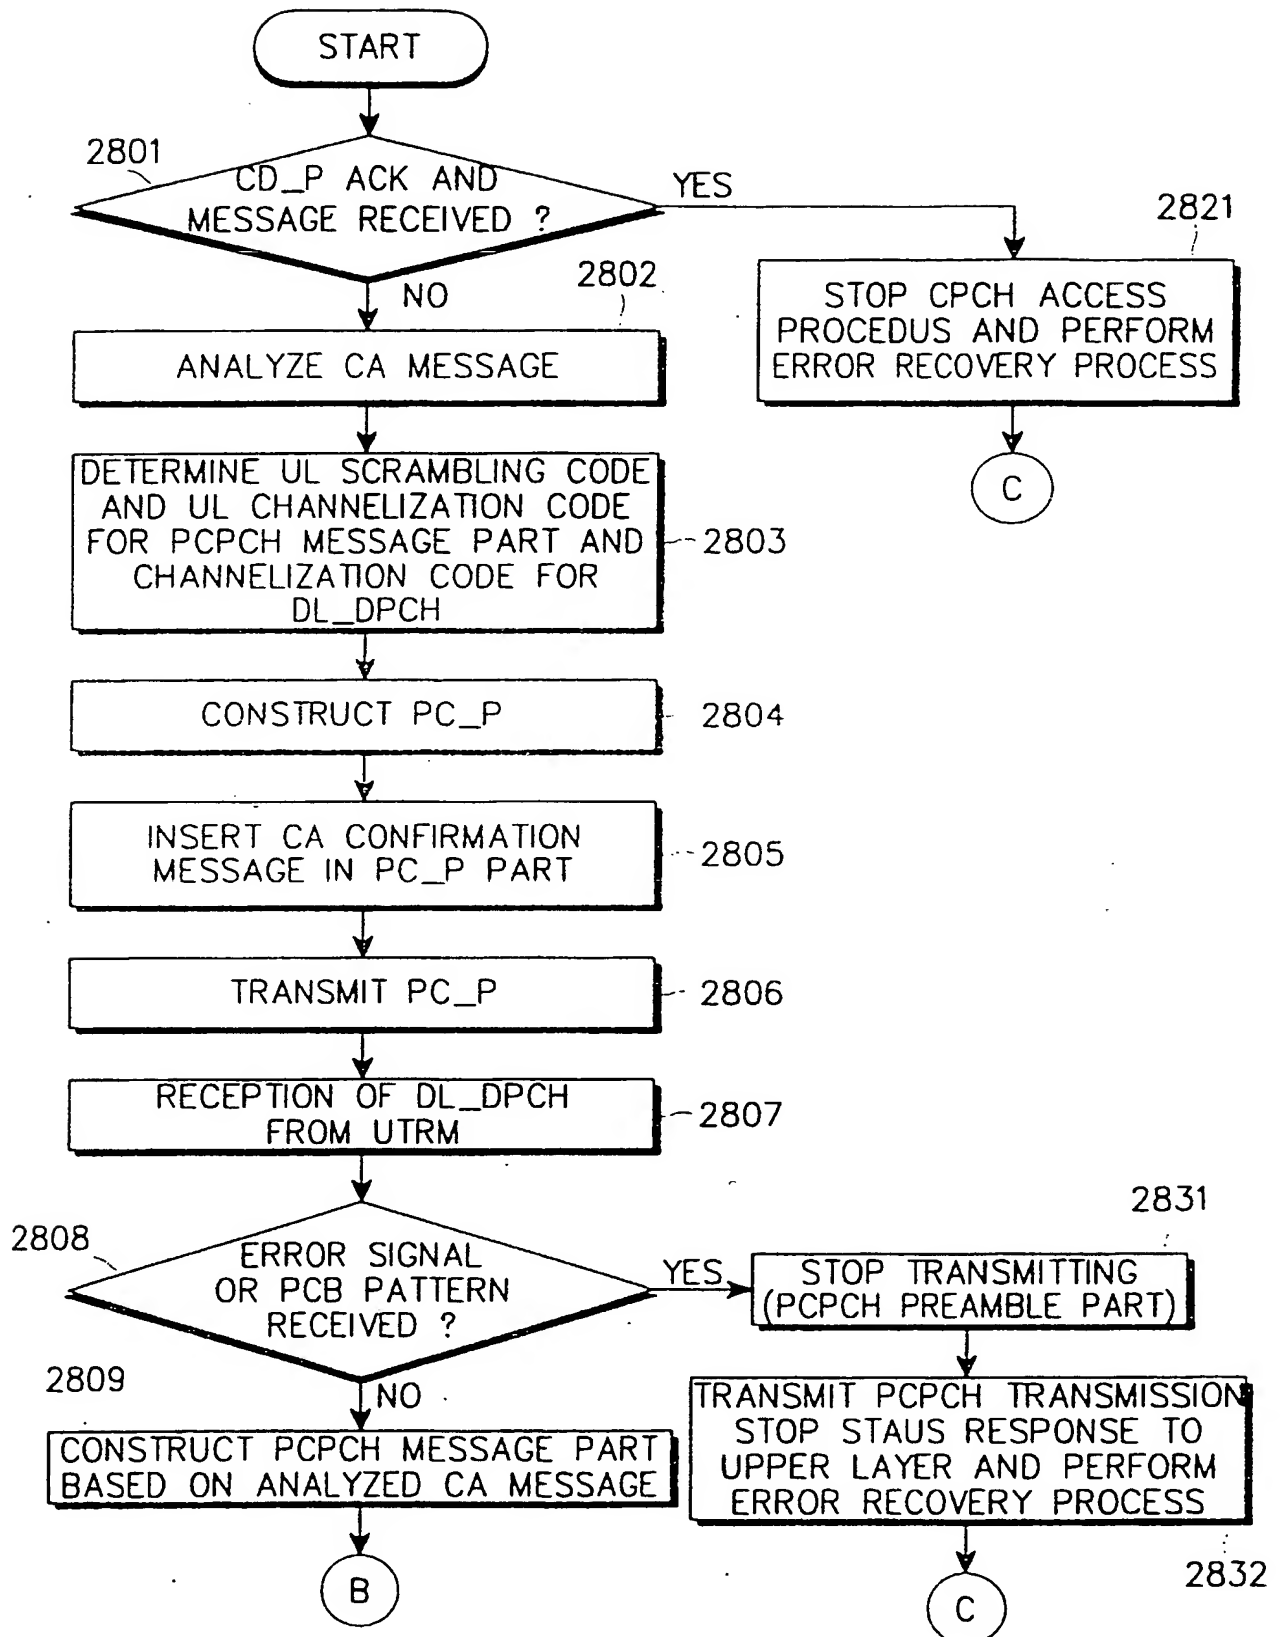 START
2801
CD_P ACK AND
MESSAGE RECEIVED ?
YES
2821
NO
2802
STOP CPCH ACCESS
PROCEDUS AND PERFORM
ERROR RECOVERY PROCESS
ANALYZE CA MESSAGE
C
DETERMINE UL SCRAMBLING CODE
AND UL CHANNELIZATION CODE
FOR PCPCH MESSAGE PART AND
CHANNELIZATION CODE FOR
DL_DPCH
2803
CONSTRUCT PC_P
2804
INSERT CA CONFIRMATION
MESSAGE IN PC_P PART
2805
TRANSMIT PC_P
2806
RECEPTION OF DL_DPCH
FROM UTRM
2807
2808
ERROR SIGNAL
OR PCB PATTERN
RECEIVED ?
YES
2831
STOP TRANSMITTING
(PCPCH PREAMBLE PART)
2809
NO
CONSTRUCT PCPCH MESSAGE PART
BASED ON ANALYZED CA MESSAGE
TRANSMIT PCPCH TRANSMISSION
STOP STAUS RESPONSE TO
UPPER LAYER AND PERFORM
ERROR RECOVERY PROCESS
2832
B
C